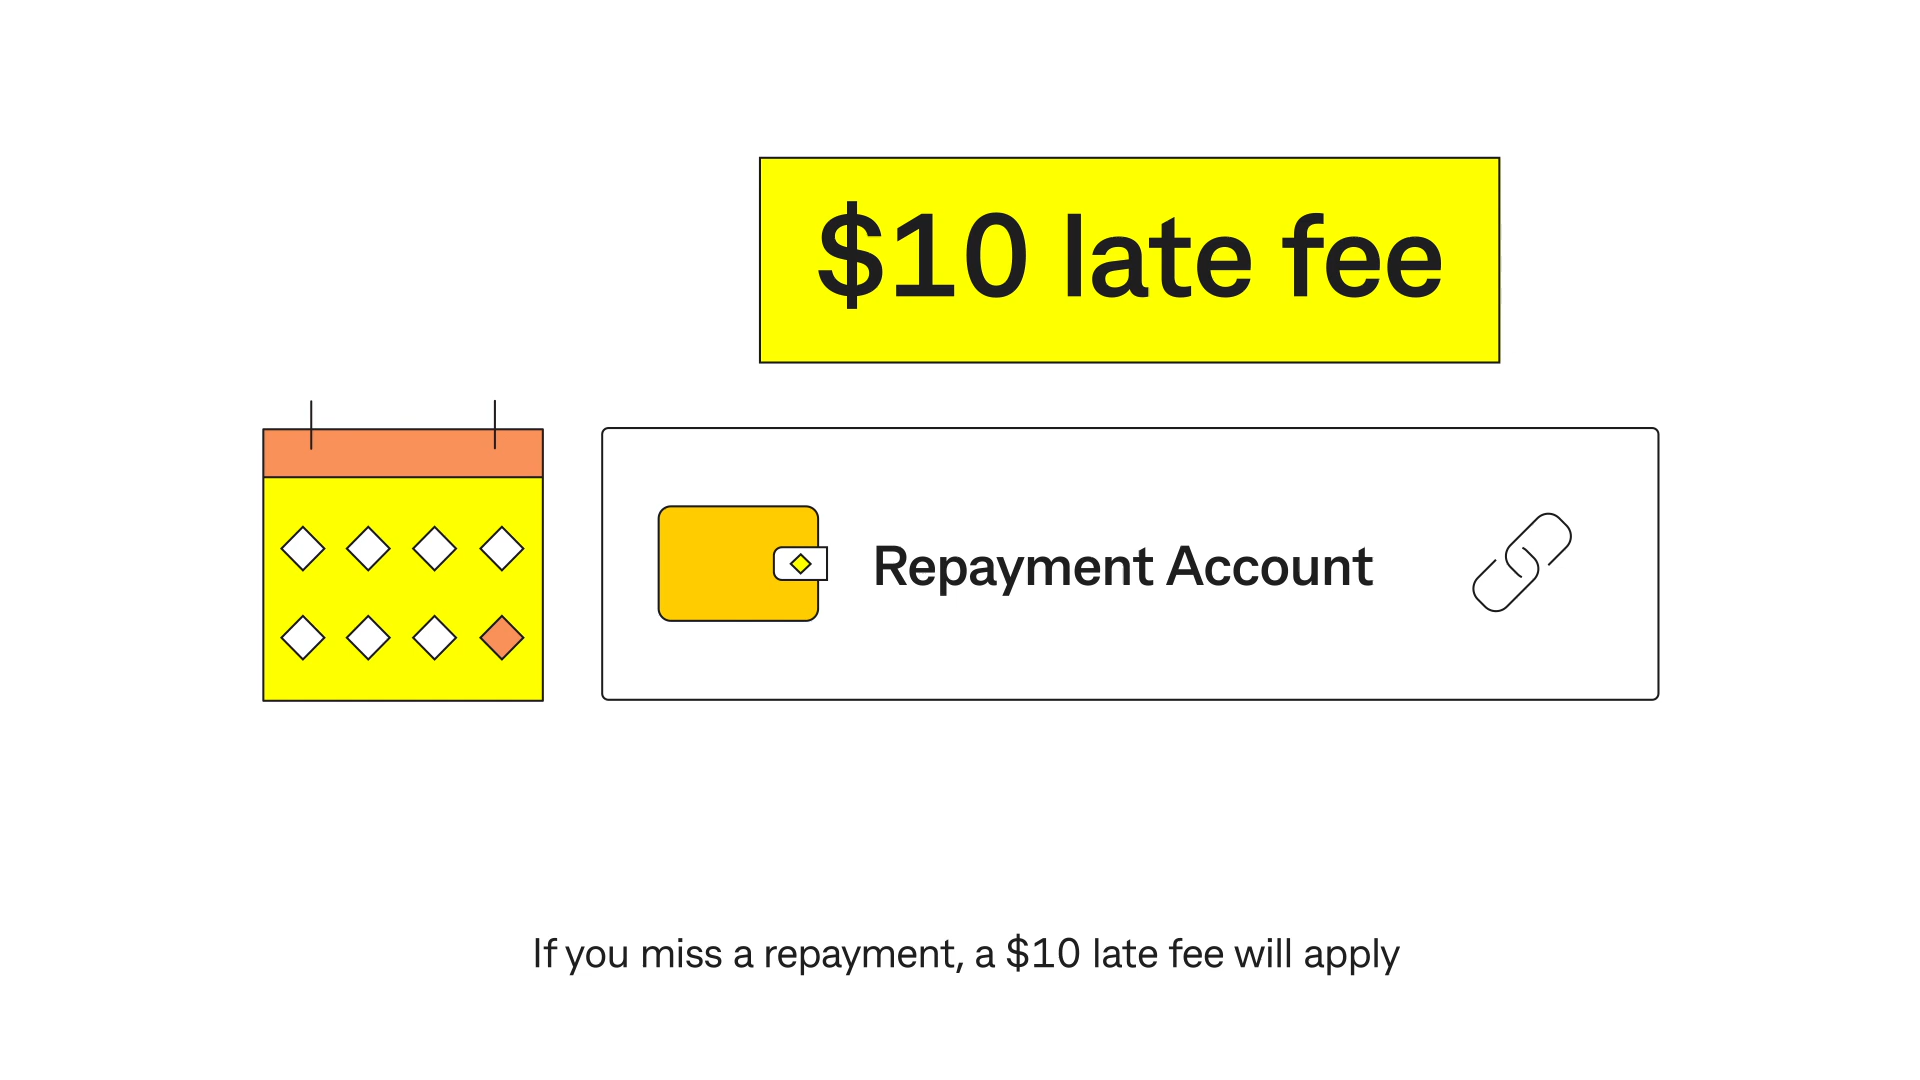 $10 late fee
Repayment Account
If you miss a repayment, a $10 late fee will apply